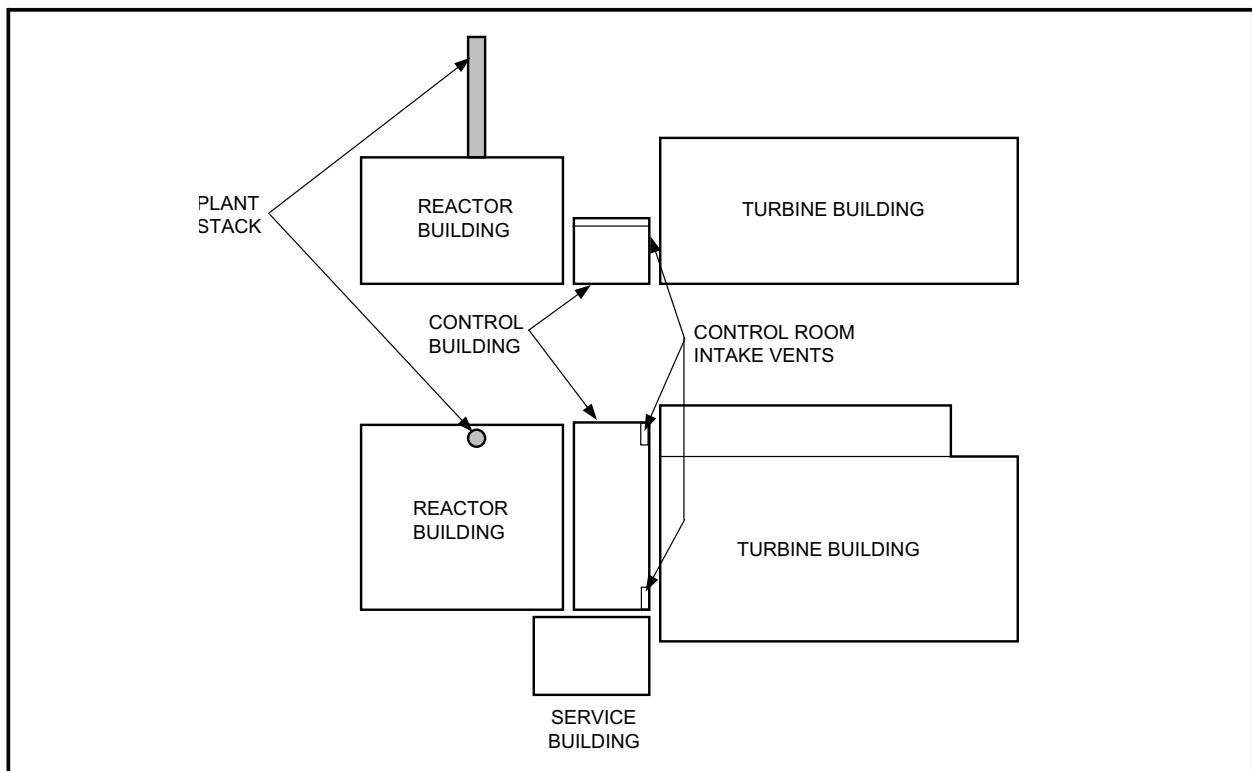 PLANT
STACK
REACTOR
BUILDING
TURBINE BUILDING
CONTROL
BUILDING
CONTROL ROOM
INTAKE VENTS
REACTOR
BUILDING
TURBINE BUILDING
SERVICE
BUILDING